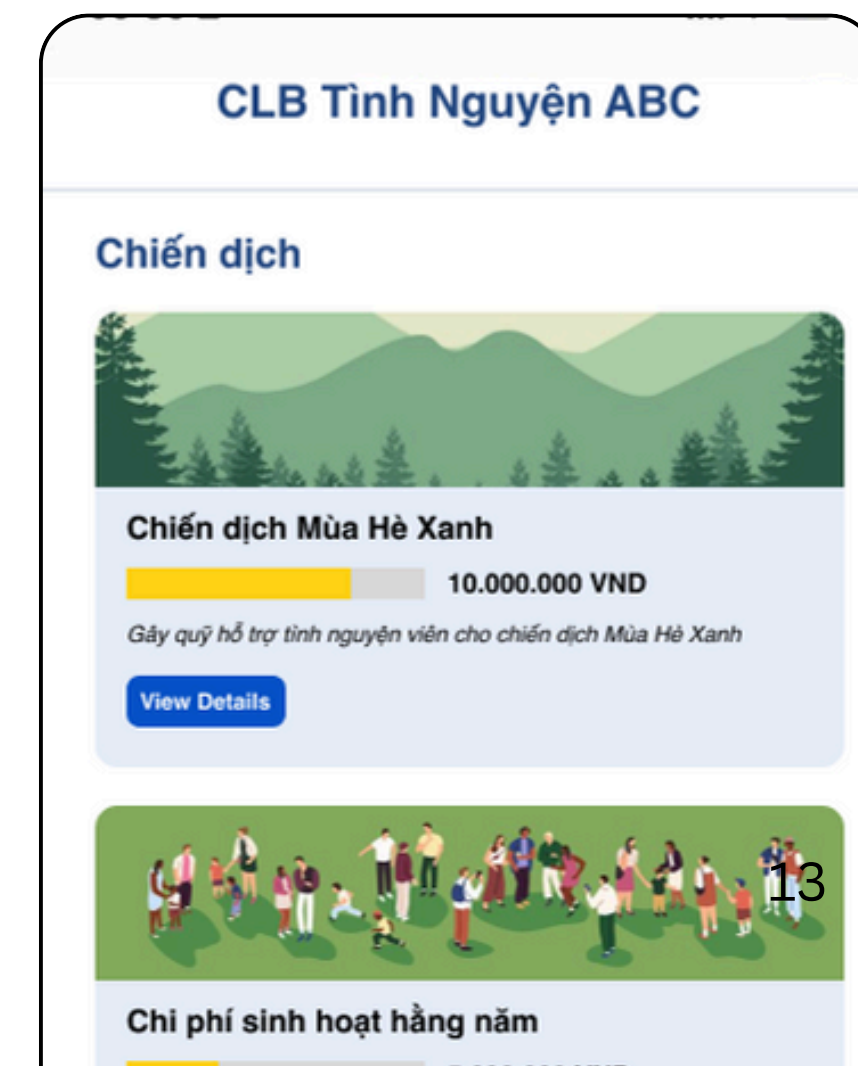 CLB Tình Nguyện ABC
Chiến dịch
Chiến dịch Mùa Hè Xanh
10.000.000 VND
Gây quỹ hỗ trợ tình nguyện viên cho chiến dịch Mùa Hè Xanh
View Details
13
Chi phí sinh hoạt hằng năm